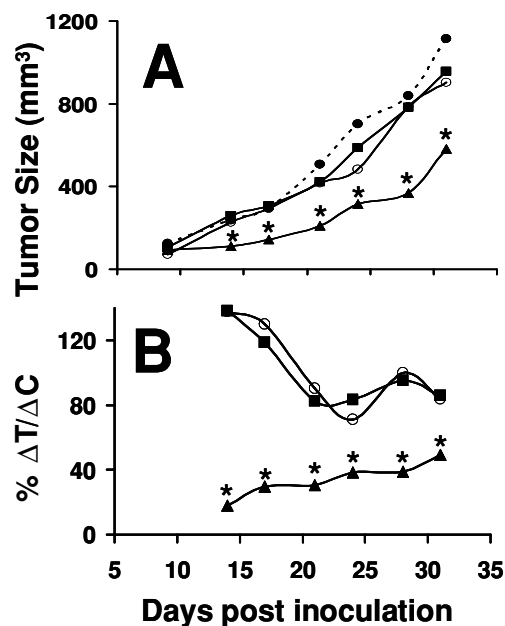 1200
800
400
0
Tumor Size (mm³)
A
* * * * * *
120
80
40
0
% ΔT/ΔC
B
* * * * * *
5 10 15 20 25 30 35
Days post inoculation